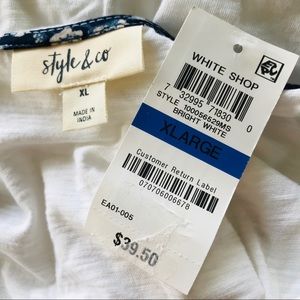 style & co
XL
MADE IN
INDIA
WHITE SHOP
7 32995 71830 0
STYLE 100056529MS
BRIGHT WHITE
XLARGE
Customer Return Label
070706006678
EA01-005
$39.50